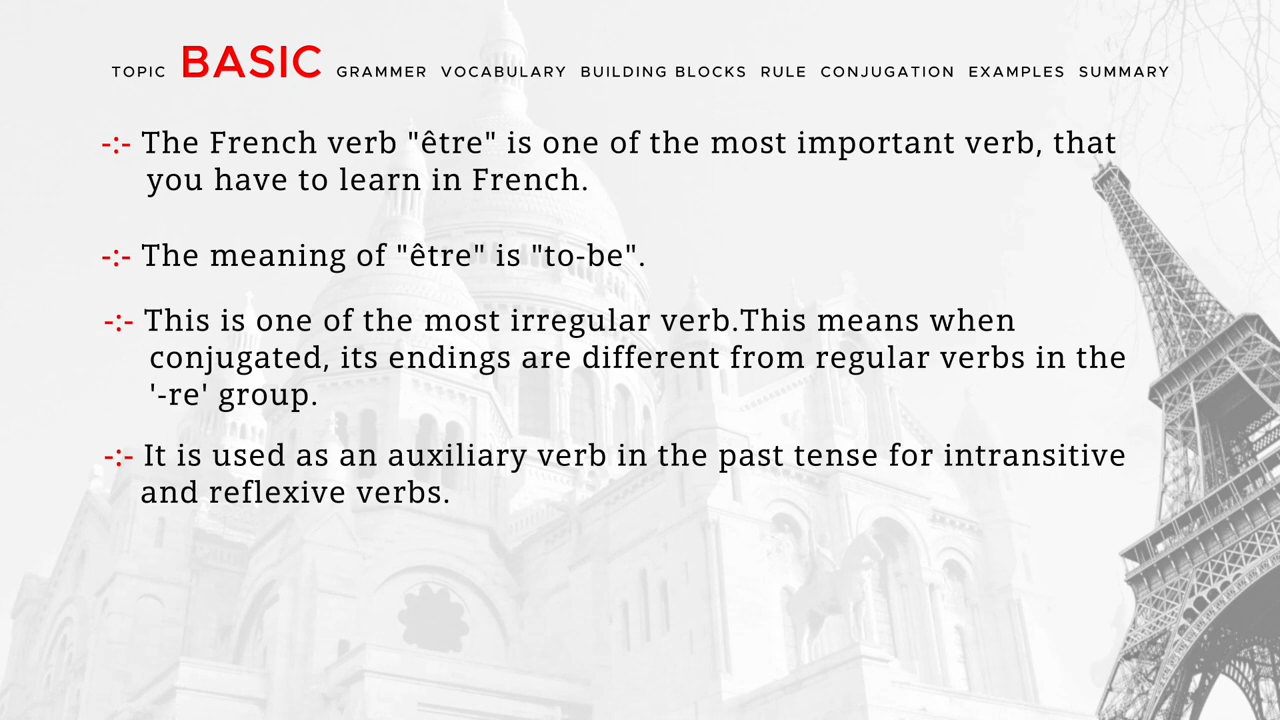 TOPIC BASIC GRAMMER VOCABULARY BUILDING BLOCKS RULE CONJUGATION EXAMPLES SUMMARY
-:- The French verb "être" is one of the most important verb, that
you have to learn in French.
-:- The meaning of "être" is "to-be".
-:- This is one of the most irregular verb.This means when
conjugated, its endings are different from regular verbs in the
'-re' group.
-:- It is used as an auxiliary verb in the past tense for intransitive
and reflexive verbs.